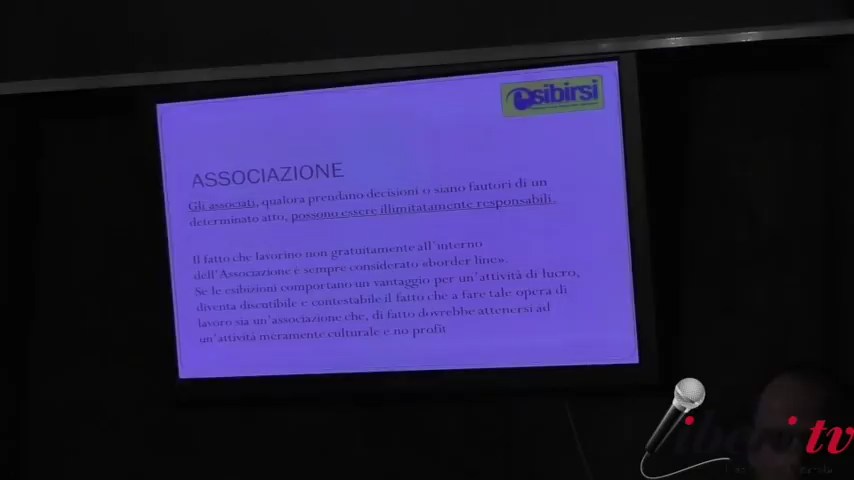 esibirsi
ASSOCIAZIONE
Gli associati, qualora prendano decisioni o siano fautori di un
determinato atto, possono essere illimitatamente responsabili.
Il fatto che lavorino non gratuitamente all'interno
dell'Associazione è sempre considerato «border line».
Se le esibizioni comportano un vantaggio per un'attività di lucro,
diventa discutibile e contestabile il fatto che a fare tale opera di
lavoro sia un'associazione che, di fatto dovrebbe attenersi ad
un'attività meramente culturale e no profit
liberi.tv